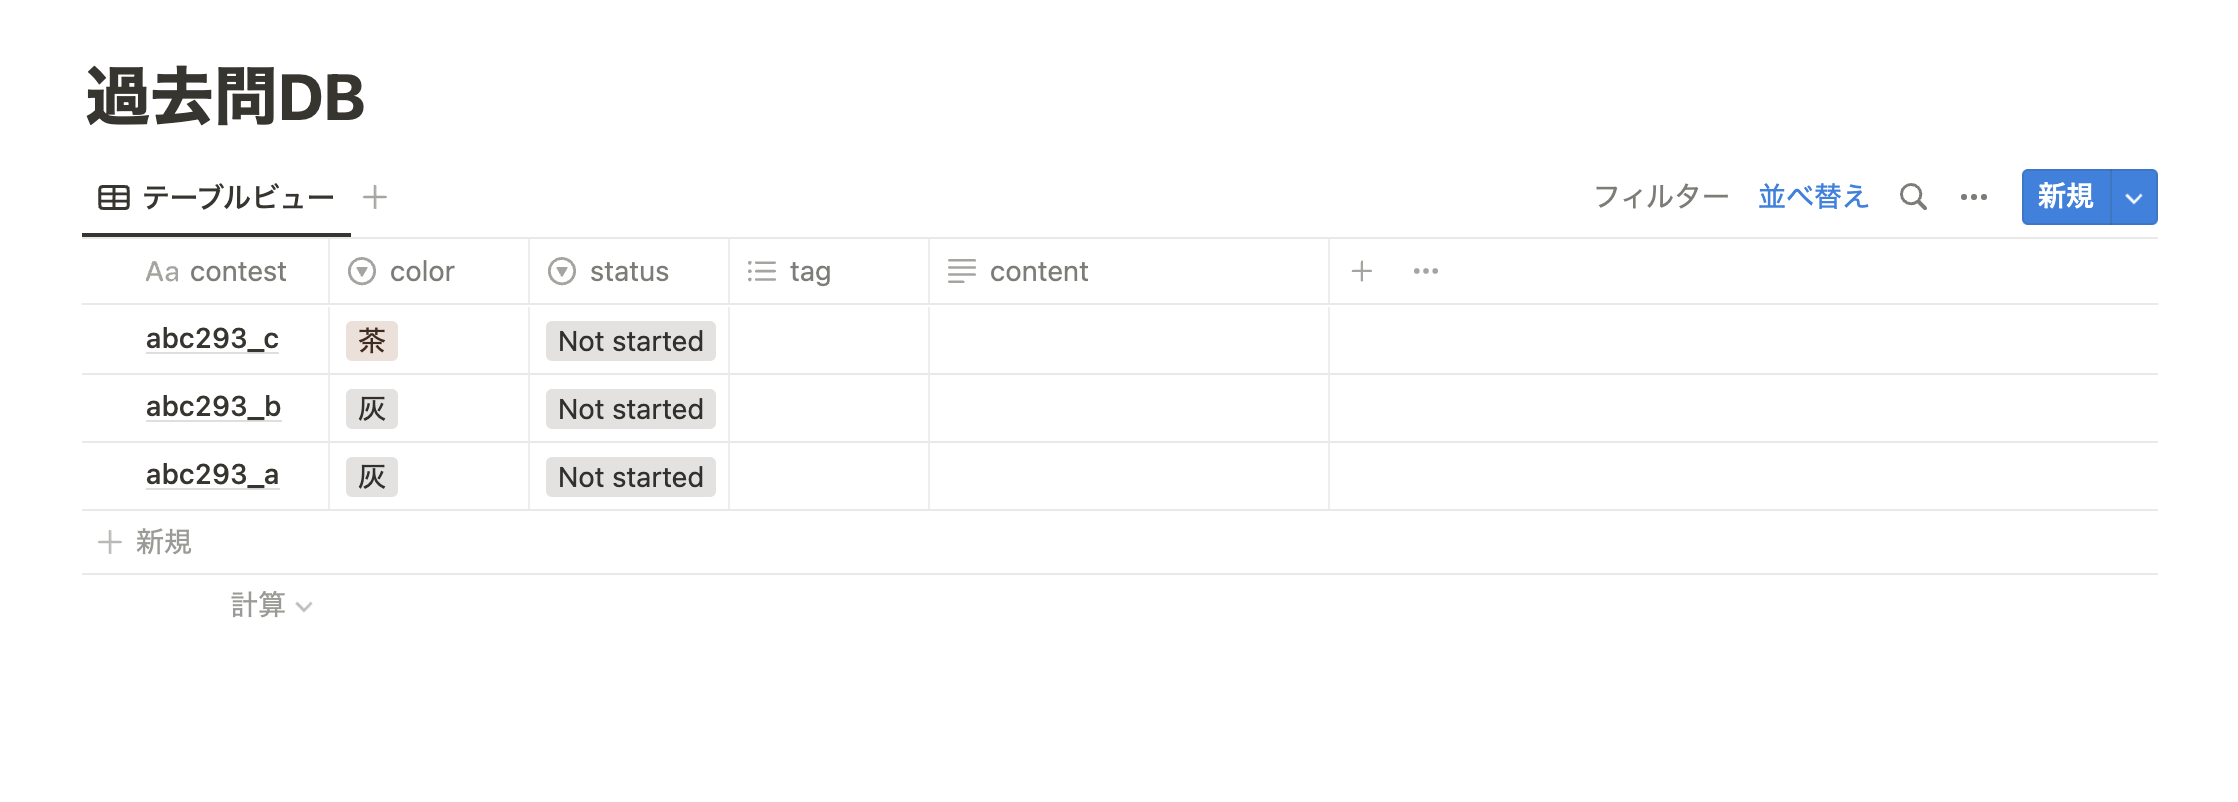 過去問DB
テーブルビュー フィルター 並べ替え 新規
Aa contest color status tag content
abc293_c 茶 Not started
abc293_b 灰 Not started
abc293_a 灰 Not started
新規
計算